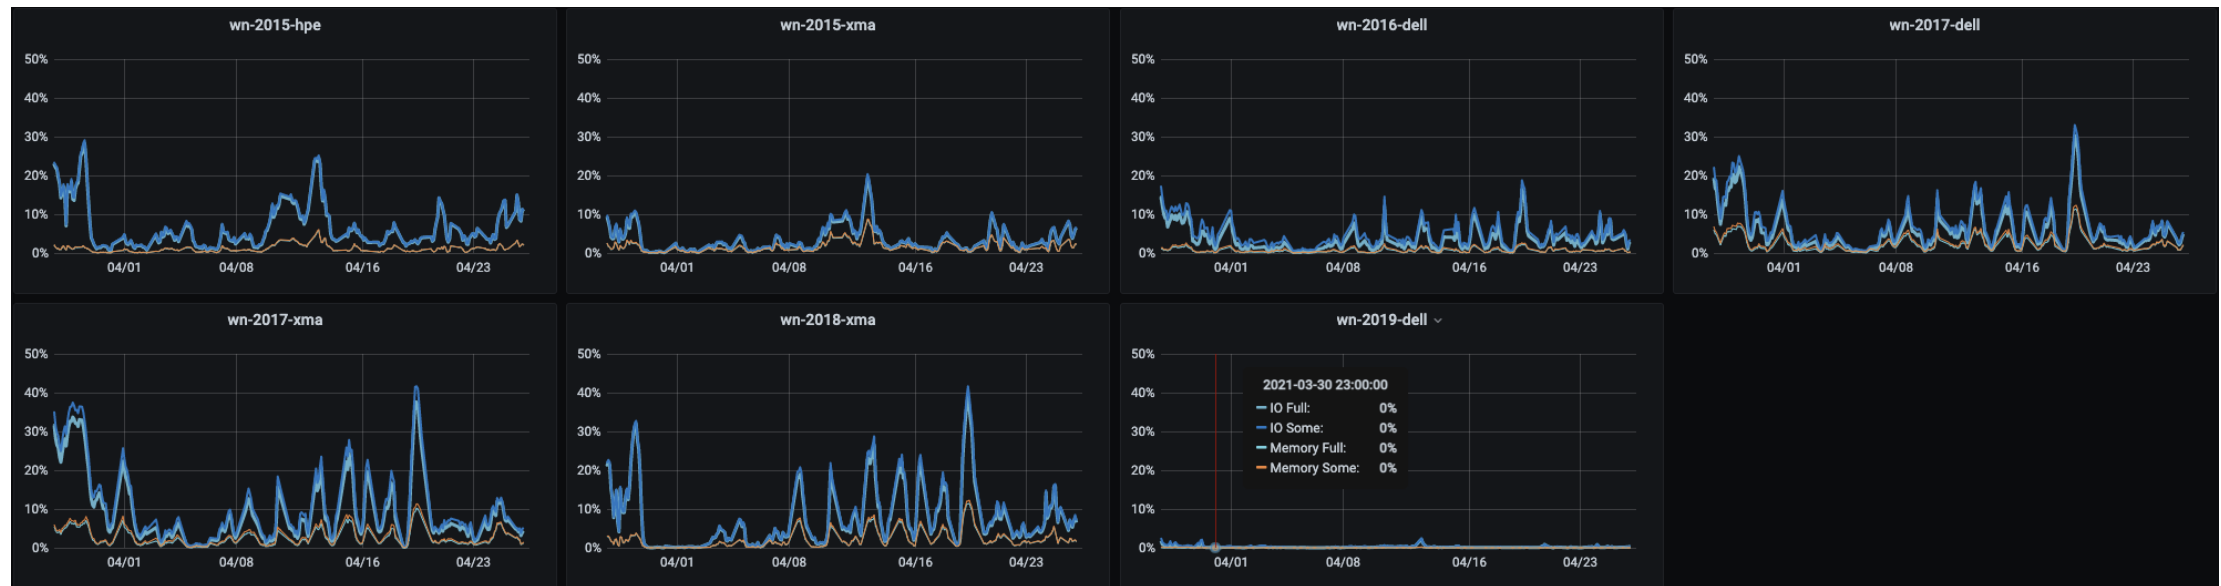 wn-2015-hpe
50%
40%
30%
20%
10%
0%
04/01 04/08 04/16 04/23
wn-2015-xma
50%
40%
30%
20%
10%
0%
04/01 04/08 04/16 04/23
wn-2016-dell
50%
40%
30%
20%
10%
0%
04/01 04/08 04/16 04/23
wn-2017-dell
50%
40%
30%
20%
10%
0%
04/01 04/08 04/16 04/23
wn-2017-xma
50%
40%
30%
20%
10%
0%
04/01 04/08 04/16 04/23
wn-2018-xma
50%
40%
30%
20%
10%
0%
04/01 04/08 04/16 04/23
wn-2019-dell
50%
40%
30%
20%
10%
0%
2021-03-30 23:00:00
IO Full: 0%
IO Some: 0%
Memory Full: 0%
Memory Some: 0%
04/01 04/08 04/16 04/23